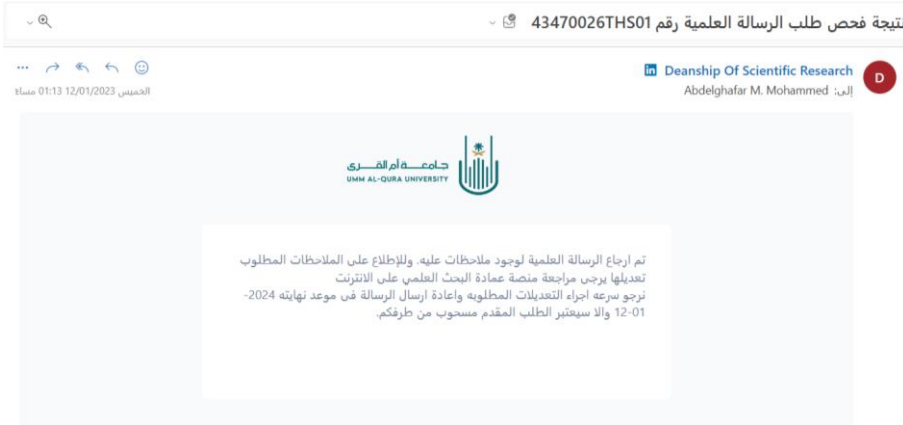 نتيجة فحص طلب الرسالة العلمية رقم 43470026THS01
Deanship Of Scientific Research
إلى: Abdelghafar M. Mohammed
الخميس 12/01/2023 01:13 مساءً
D
جامعة أم القرى
UMM AL-QURA UNIVERSITY
تم ارجاع الرسالة العلمية لوجود ملاحظات عليه. وللإطلاع على الملاحظات المطلوب
تعديلها يرجى مراجعة منصة عمادة البحث العلمي على الانترنت
نرجو سرعه اجراء التعديلات المطلوبه واعادة ارسال الرسالة فى موعد نهايته 2024-
01-12 والا سيعتبر الطلب المقدم مسحوب من طرفكم.